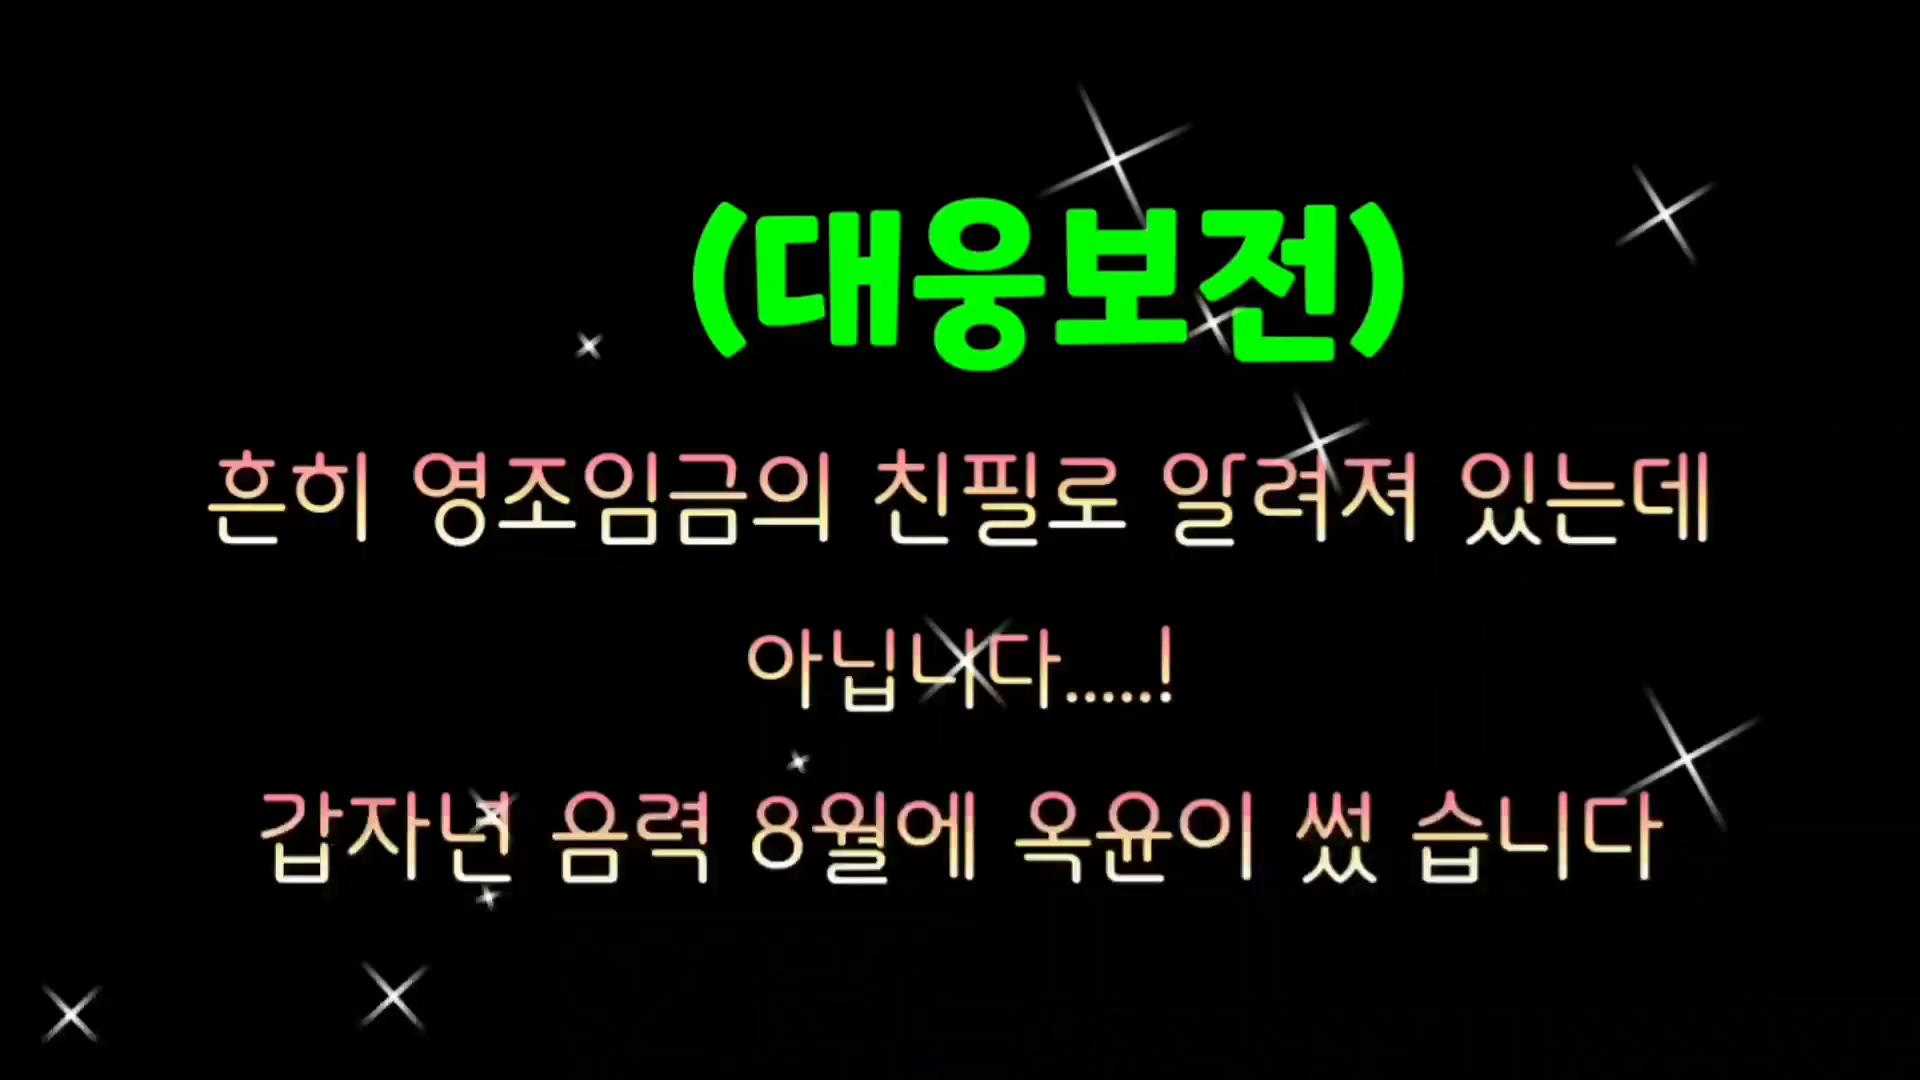 (대웅보전)
흔히 영조임금의 친필로 알려져 있는데
아닙니다.....!
갑자년 음력 8월에 옥윤이 썼 습니다